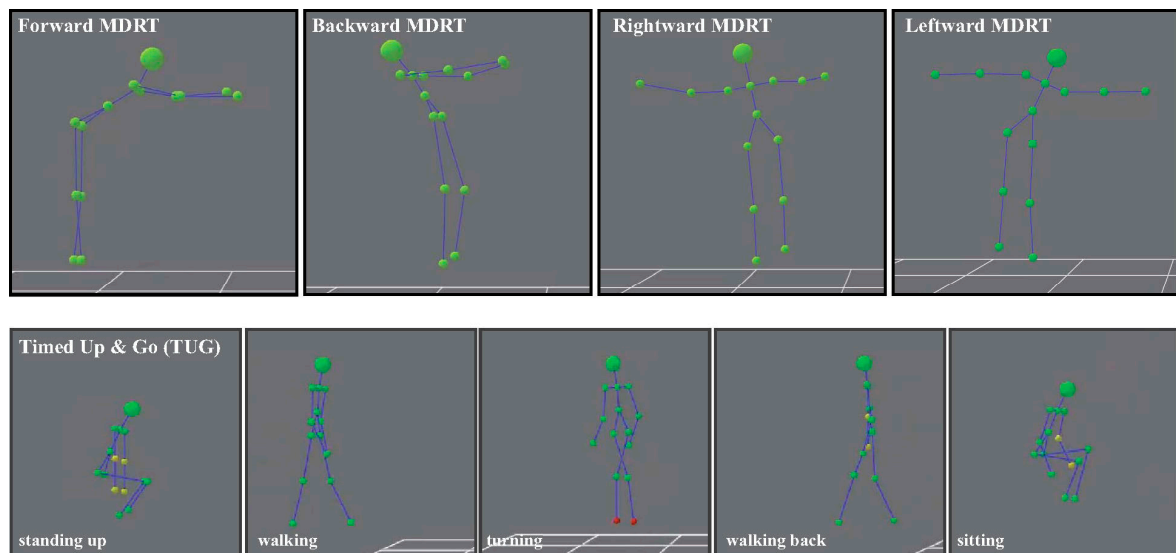 Forward MDRT
Backward MDRT
Rightward MDRT
Leftward MDRT
Timed Up & Go (TUG)
standing up
walking
turning
walking back
sitting